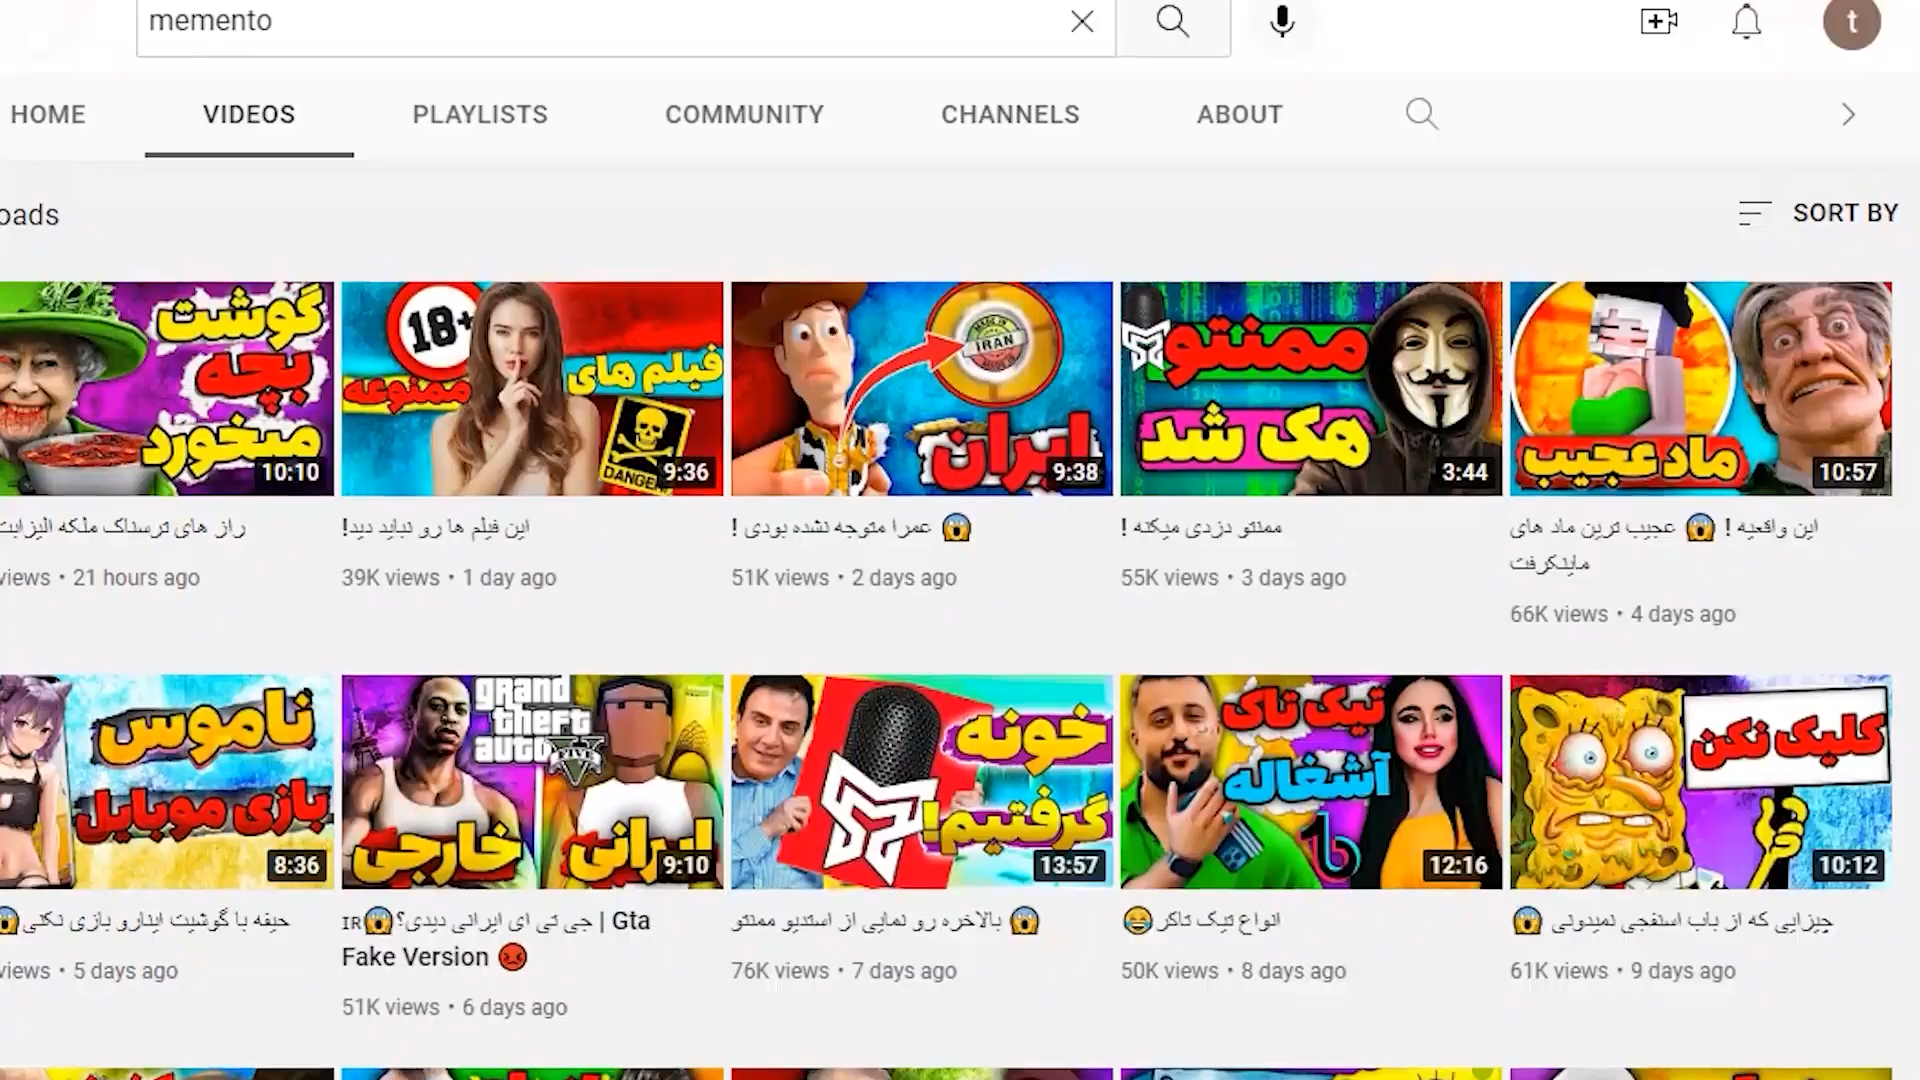 memento
t
HOME
VIDEOS
PLAYLISTS
COMMUNITY
CHANNELS
ABOUT
oads
SORT BY
گوشت
بچه
میخورد
10:10
18+
ممنوعه
فیلم های
DANGER
9:36
MADE IN
IRAN
ایران
9:38
ممنتو
هک شد
3:44
ماد عجیب
10:57
راز های ترسناک ملکه الیزابت
views • 21 hours ago
این فیلم ها رو نباید دید!
39K views • 1 day ago
😱 عمرا متوجه نشده بودی !
51K views • 2 days ago
ممنتو دزدی میکنه !
55K views • 3 days ago
این واقعیه ! 😱 عجیب ترین ماد های
ماینکرفت
66K views • 4 days ago
ناموس
بازی موبایل
8:36
grand
theft
auto
خارجی
ایرانی
9:10
خونه
گرفتیم!
13:57
تیک تاک
آشغاله
12:16
کلیک نکن
10:12
حیفه با گوشیت اینارو بازی نکنی😱
views • 5 days ago
IR😱جی تی ای ایرانی دیدی؟ | Gta
Fake Version 😡
51K views • 6 days ago
😱 بالاخره رو نمایی از استدیو ممنتو
76K views • 7 days ago
انواع تیک تاکر😂
50K views • 8 days ago
چیزایی که از باب اسفنجی نمیدونی 😱
61K views • 9 days ago